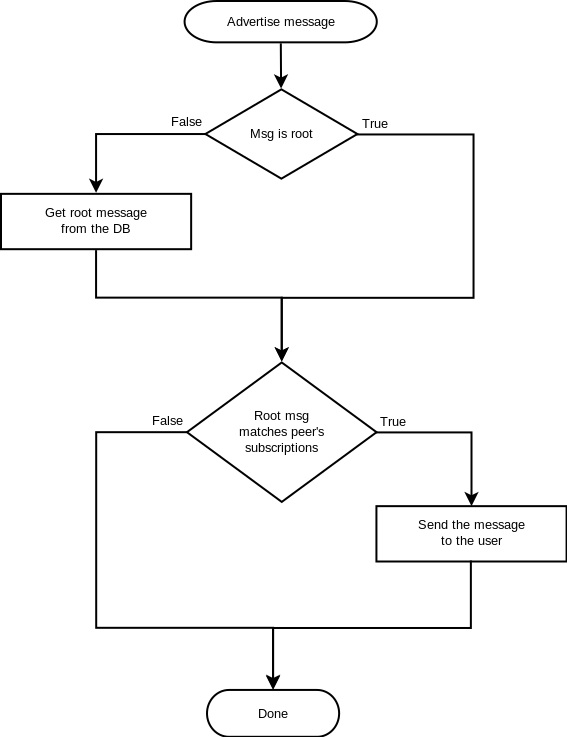 Advertise message
False
True
Msg is root
Get root message
from the DB
False
True
Root msg
matches peer's
subscriptions
Send the message
to the user
Done